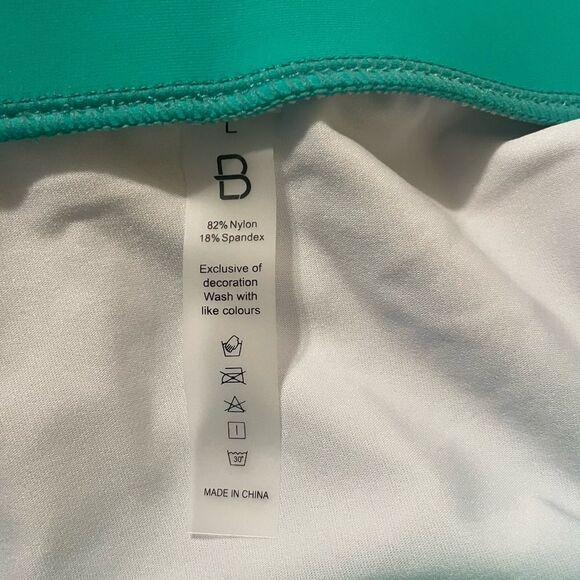 L
B
82% Nylon
18% Spandex
Exclusive of
decoration
Wash with
like colours
30°
MADE IN CHINA